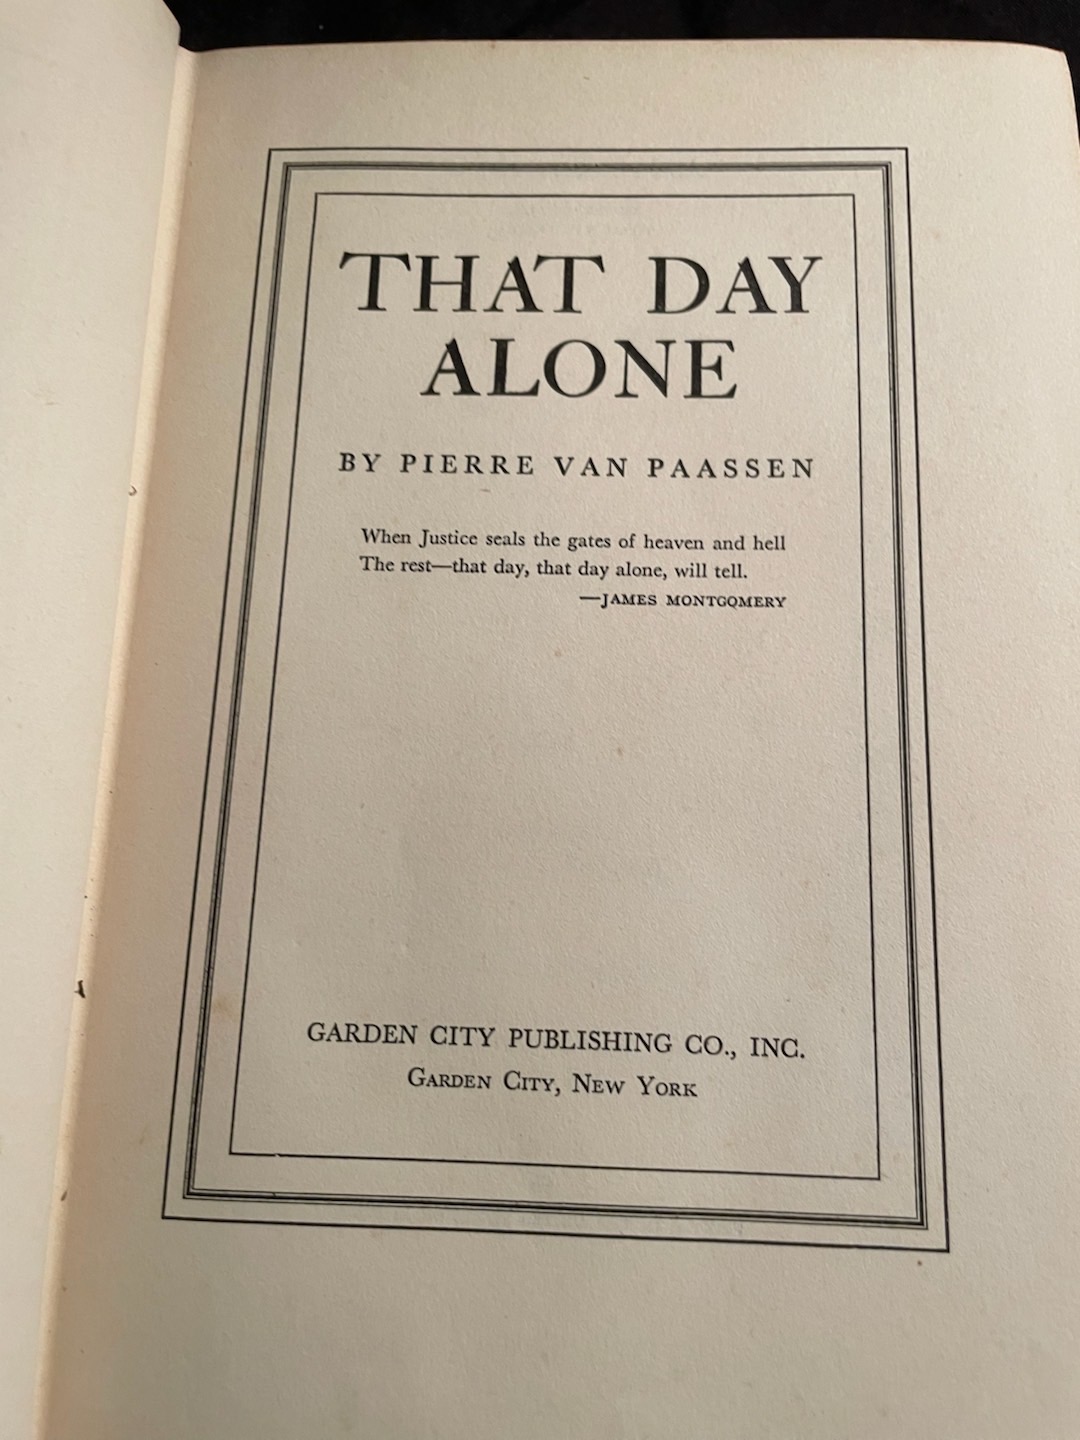 THAT DAY
ALONE
BY PIERRE VAN PAASSEN
When Justice seals the gates of heaven and hell
The rest—that day, that day alone, will tell.
—JAMES MONTGOMERY
GARDEN CITY PUBLISHING CO., INC.
GARDEN CITY, NEW YORK